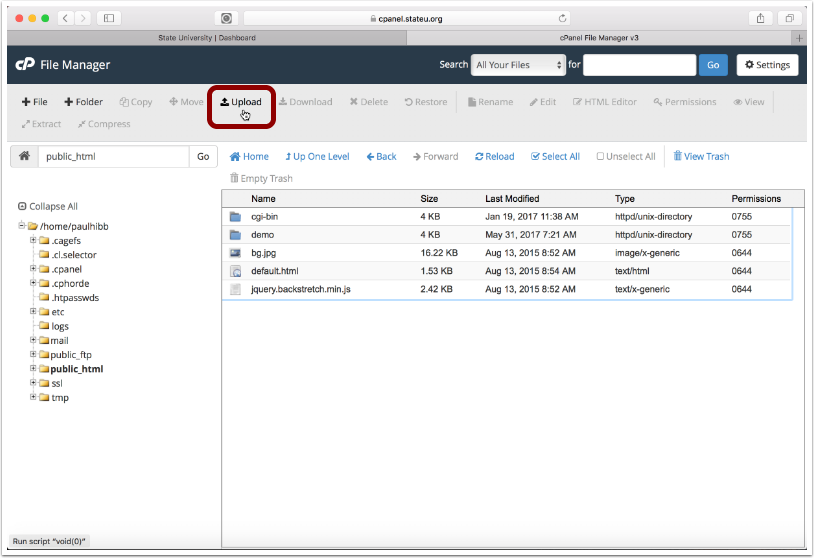 cpanel.stateu.org
State University | Dashboard
cPanel File Manager v3
cP File Manager
Search All Your Files for Go Settings
File Folder Copy Move Upload Download Delete Restore Rename Edit HTML Editor Permissions View
Extract Compress
public_html Go Home Up One Level Back Forward Reload Select All Unselect All View Trash
Empty Trash
Collapse All
/home/paulhibb
.cagefs
.cl.selector
.cpanel
.cphorde
.htpasswds
etc
logs
mail
public_ftp
public_html
ssl
tmp
Name Size Last Modified Type Permissions
cgi-bin 4 KB Jan 19, 2017 11:38 AM httpd/unix-directory 0755
demo 4 KB May 31, 2017 7:21 AM httpd/unix-directory 0755
bg.jpg 16.22 KB Aug 13, 2015 8:52 AM image/x-generic 0644
default.html 1.53 KB Aug 13, 2015 8:54 AM text/html 0644
jquery.backstretch.min.js 2.42 KB Aug 13, 2015 8:52 AM text/x-generic 0644
Run script "void(0)"